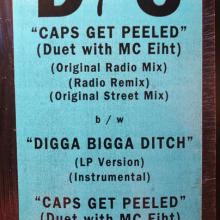 "CAPS GET PEELED"
(Duet with MC Eiht)
(Original Radio Mix)
(Radio Remix)
(Original Street Mix)
b/w
"DIGGA BIGGA DITCH"
(LP Version)
(Instrumental)
"CAPS GET PEELED"
(Duet with MC Eiht)